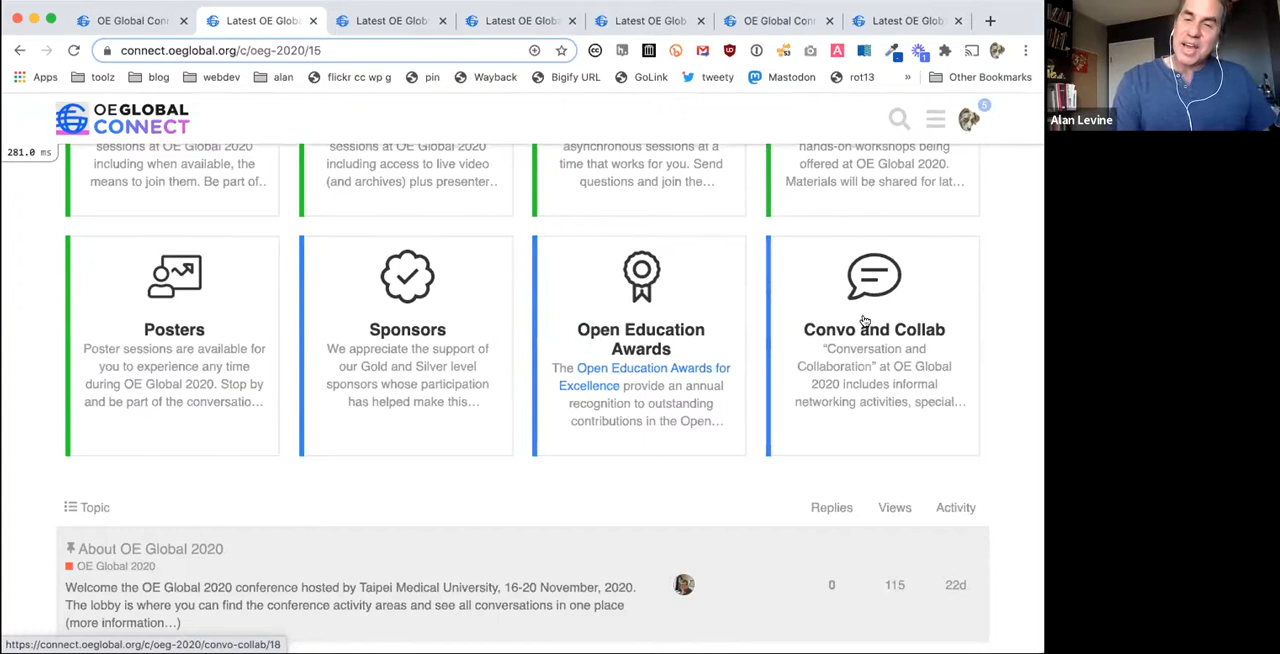 OE Global Con
Latest OE Globa
Latest OE Glob
Latest OE Globa
Latest OE Glob
OE Global Conn
Latest OE Glob
connect.oeglobal.org/c/oeg-2020/15
Apps toolz blog webdev alan flickr cc wp g pin Wayback Bigify URL GoLink tweety Mastodon rot13 » Other Bookmarks
Alan Levine
OEGLOBAL
CONNECT
5
281.0 ms
sessions at OE Global 2020
including when available, the
means to join them. Be part of..
sessions at OE Global 2020
including access to live video
(and archives) plus presenter..
asynchronous sessions at a
time that works for you. Send
questions and join the...
hands-on workshops being
offered at OE Global 2020.
Materials will be shared for lat...
Posters
Poster sessions are available for
you to experience any time
during OE Global 2020. Stop by
and be part of the conversatio...
Sponsors
We appreciate the support of
our Gold and Silver level
sponsors whose participation
has helped make this...
Open Education
Awards
The Open Education Awards for
Excellence provide an annual
recognition to outstanding
contributions in the Open...
Convo and Collab
“Conversation and
Collaboration” at OE Global
2020 includes informal
networking activities, special...
Topic Replies Views Activity
About OE Global 2020
OE Global 2020
Welcome the OE Global 2020 conference hosted by Taipei Medical University, 16-20 November, 2020.
The lobby is where you can find the conference activity areas and see all conversations in one place
(more information...)
0 115 22d
https://connect.oeglobal.org/c/oeg-2020/convo-collab/18